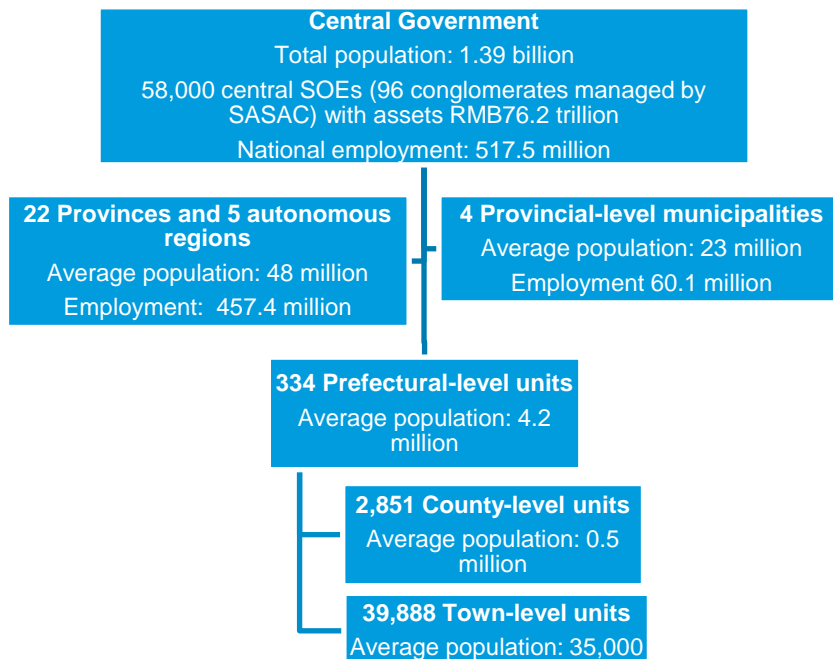 Central Government
Total population: 1.39 billion
58,000 central SOEs (96 conglomerates managed by
SASAC) with assets RMB76.2 trillion
National employment: 517.5 million
22 Provinces and 5 autonomous
regions
Average population: 48 million
Employment:  457.4 million
4 Provincial-level municipalities
Average population: 23 million
Employment 60.1 million
334 Prefectural-level units
Average population: 4.2
million
2,851 County-level units
Average population: 0.5
million
39,888 Town-level units
Average population: 35,000